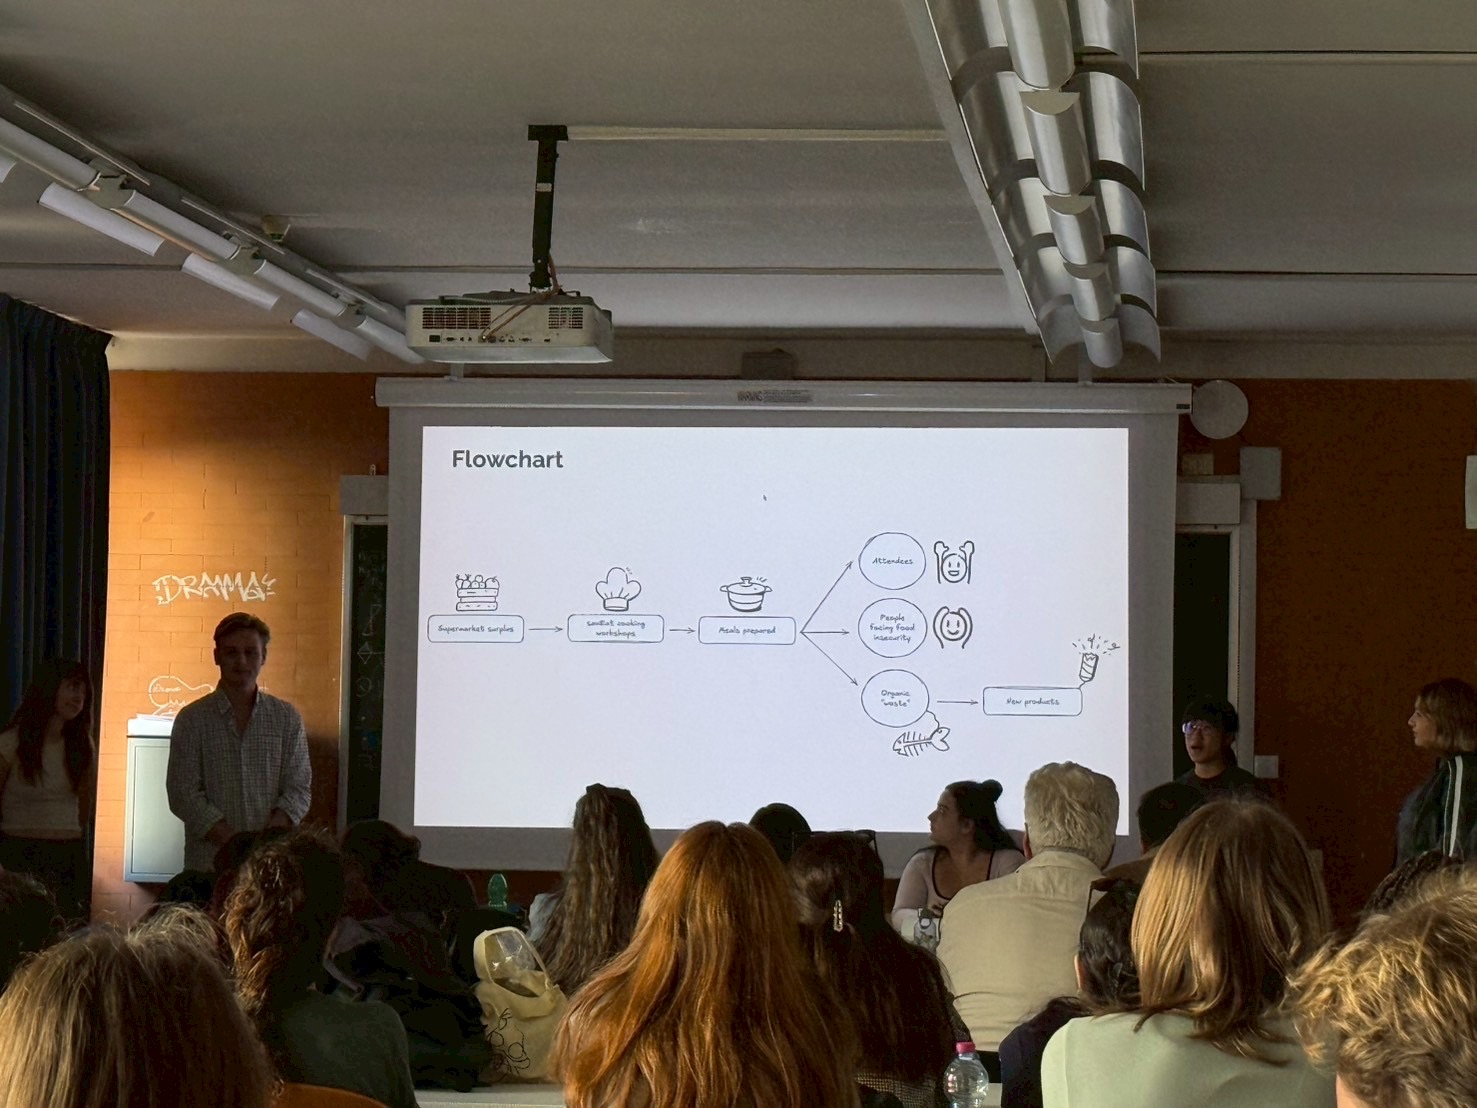 Flowchart
Attendees
People
facing food
insecurity
Supermarket surplus
cooking
workshops
Meals prepared
Organic
"waste"
New products
DRAMA